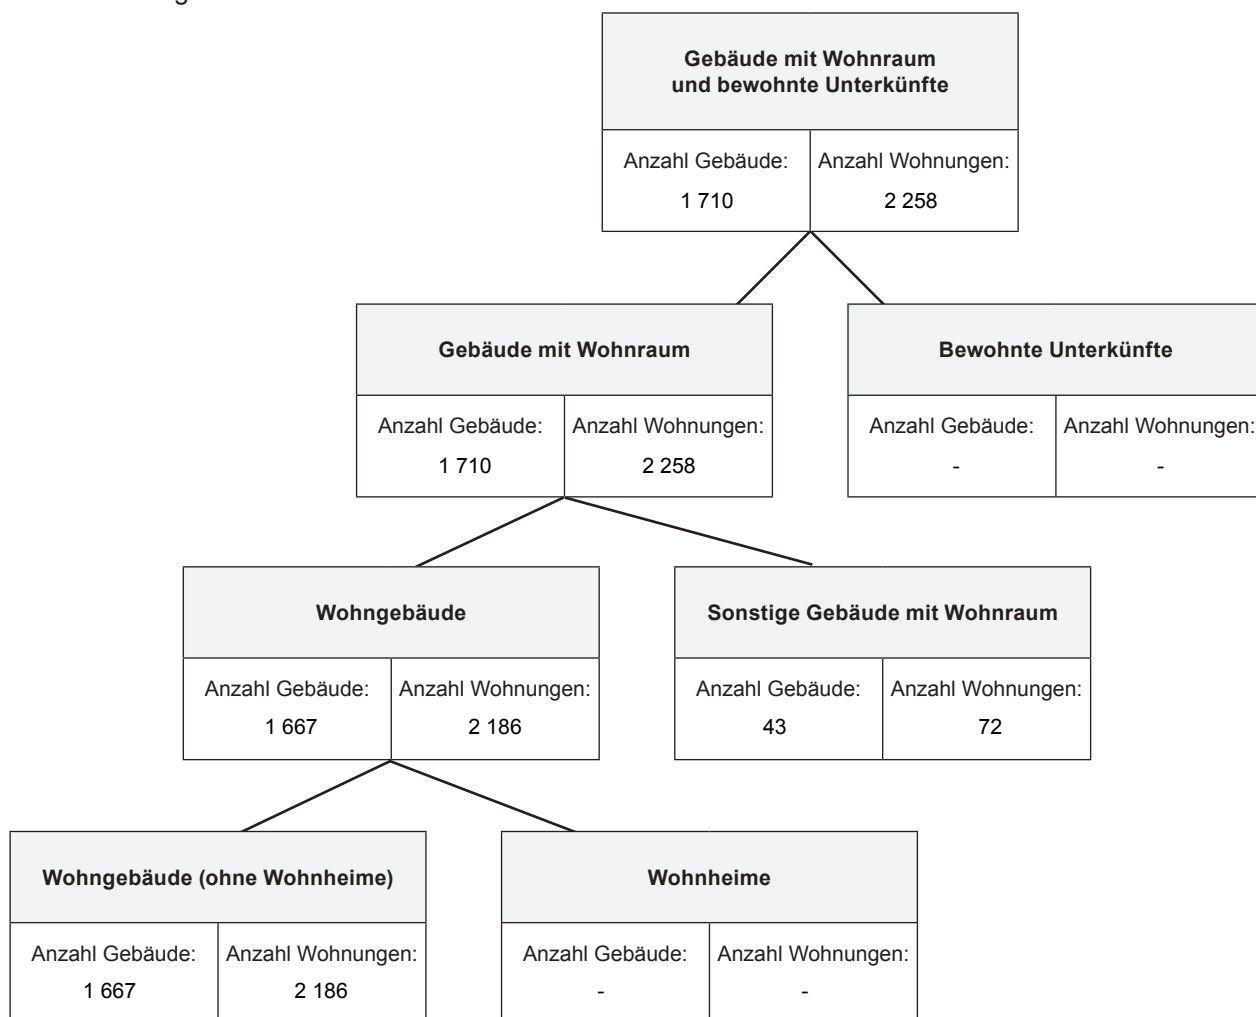 Gebäude mit Wohnraum
und bewohnte Unterkünfte
Anzahl Gebäude: Anzahl Wohnungen:
1 710 2 258
Gebäude mit Wohnraum
Anzahl Gebäude: Anzahl Wohnungen:
1 710 2 258
Bewohnte Unterkünfte
Anzahl Gebäude: Anzahl Wohnungen:
- -
Wohngebäude
Anzahl Gebäude: Anzahl Wohnungen:
1 667 2 186
Sonstige Gebäude mit Wohnraum
Anzahl Gebäude: Anzahl Wohnungen:
43 72
Wohngebäude (ohne Wohnheime)
Anzahl Gebäude: Anzahl Wohnungen:
1 667 2 186
Wohnheime
Anzahl Gebäude: Anzahl Wohnungen:
- -